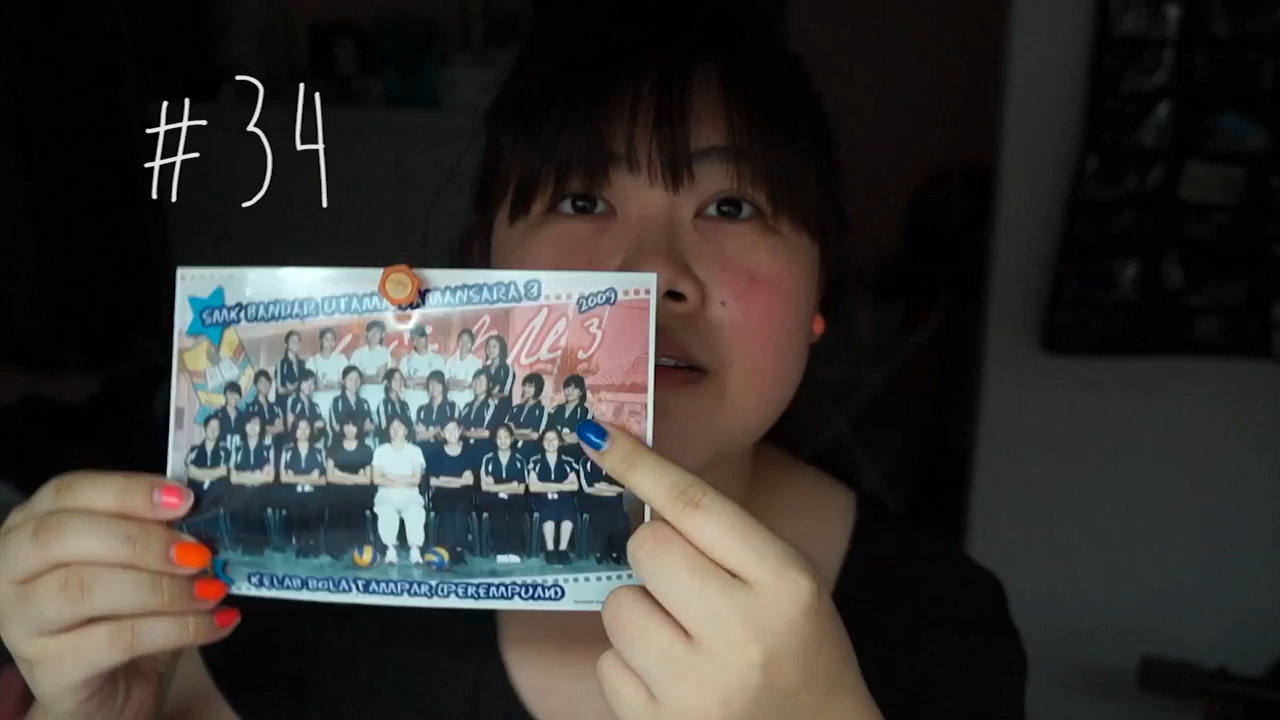 #34
SMK BANDAR UTAMA DAMANSARA 3
2009
KELAB BOLA TAMPAR (PEREMPUAN)